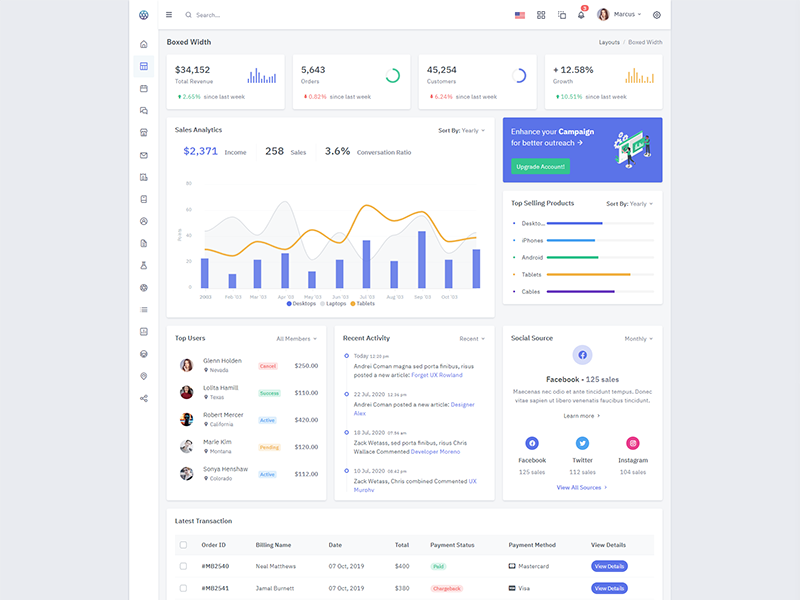 Search...
2
Marcus
Boxed Width
Layouts / Boxed Width
$34,152
Total Revenue
2.65% since last week
5,643
Orders
0.82% since last week
45,254
Customers
6.24% since last week
+ 12.58%
Growth
10.51% since last week
Sales Analytics
Sort By: Yearly
$2,371 Income
258 Sales
3.6% Conversation Ratio
80
60
40
20
0
2003 Feb '03 Mar '03 Apr '03 May '03 Jun '03 Jul '03 Aug '03 Sep '03 Oct '03
Desktops Laptops Tablets
Enhance your Campaign
for better outreach →
Upgrade Account!
Top Selling Products
Sort By: Yearly
Deskto...
iPhones
Android
Tablets
Cables
Top Users
All Members
Glenn Holden
Nevada
Cancel
$250.00
Lolita Hamill
Texas
Success
$110.00
Robert Mercer
California
Active
$420.00
Marie Kim
Montana
Pending
$120.00
Sonya Henshaw
Colorado
Active
$112.00
Recent Activity
Recent
Today 12:20 pm
Andrei Coman magna sed porta finibus, risus
posted a new article: Forget UX Rowland
22 Jul, 2020 12:36 pm
Andrei Coman posted a new article: Designer
Alex
18 Jul, 2020 07:56 am
Zack Wetass, sed porta finibus, risus Chris
Wallace Commented Developer Moreno
10 Jul, 2020 08:42 pm
Zack Wetass, Chris combined Commented UX
Murphy
Social Source
Monthly
Facebook - 125 sales
Maecenas nec odio et ante tincidunt tempus. Donec
vitae sapien ut libero venenatis faucibus tincidunt.
Learn more
Facebook
125 sales
Twitter
112 sales
Instagram
104 sales
View All Sources
Latest Transaction
Order ID Billing Name Date Total Payment Status Payment Method View Details
#MB2540 Neal Matthews 07 Oct, 2019 $400 Paid Mastercard View Details
#MB2541 Jamal Burnett 07 Oct, 2019 $380 Chargeback Visa View Details